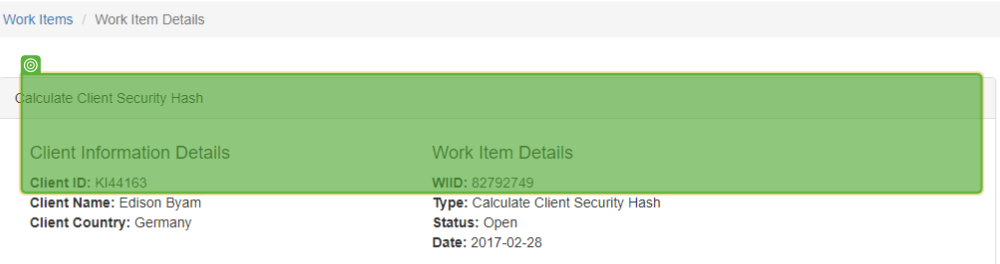 Work Items / Work Item Details
Calculate Client Security Hash
Client Information Details
Client ID: KI44163
Client Name: Edison Byam
Client Country: Germany
Work Item Details
WIID: 82792749
Type: Calculate Client Security Hash
Status: Open
Date: 2017-02-28